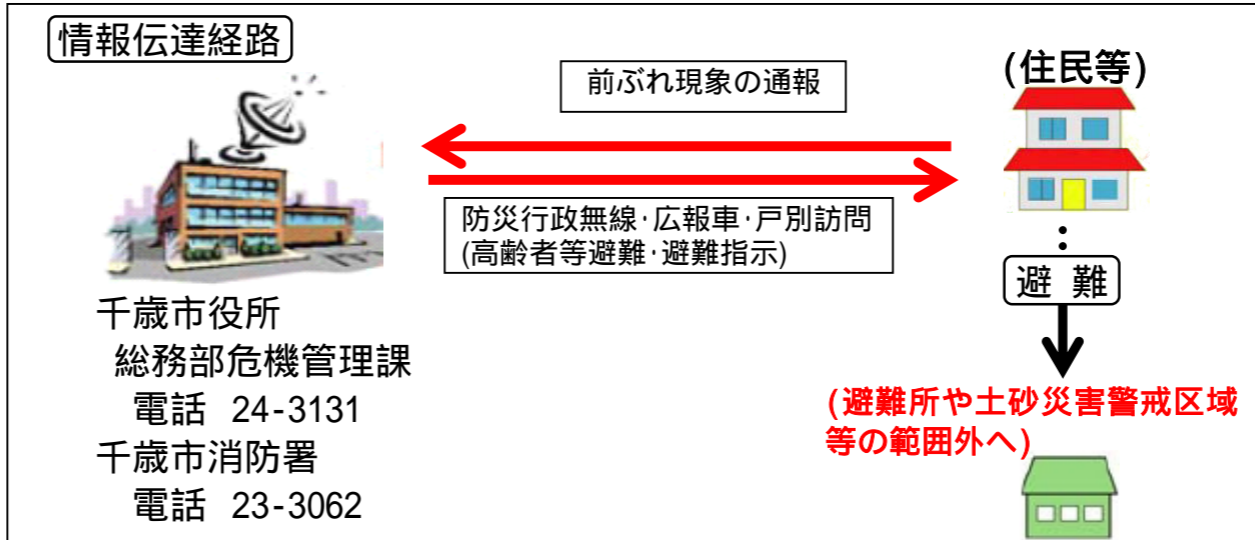 情報伝達経路
前ぶれ現象の通報
(住民等)
防災行政無線･広報車･戸別訪問
(高齢者等避難･避難指示)
避 難
千歳市役所
総務部危機管理課
電話 24-3131
千歳市消防署
電話 23-3062
(避難所や土砂災害警戒区域
等の範囲外へ)